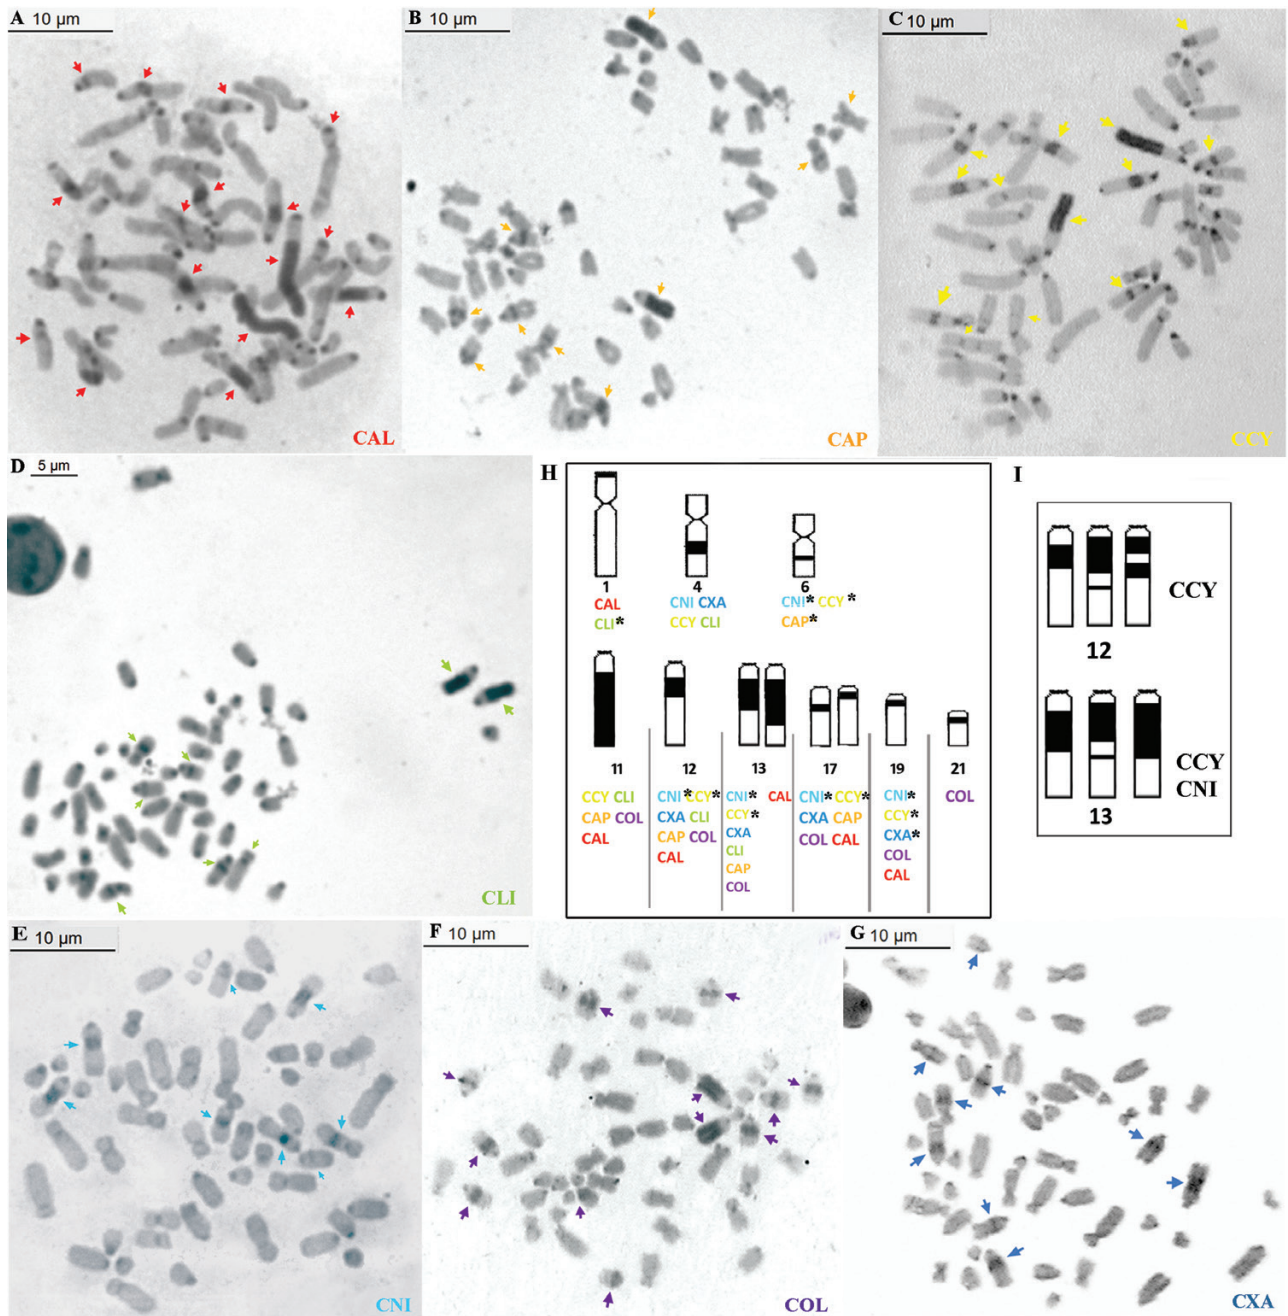 A 10 µm
CAL
B 10 µm
CAP
C 10 µm
CCY
D 5 µm
CLI
H
1 4 6
CAL CNI CXA CNI* CCY*
CLI* CCY CLI CAP*
11 12 13 17 19 21
CCY CLI CNI* CCY* CNI* CAL CNI* CCY* CNI* COL
CAP COL CXA CLI CCY* CXA CAP CCY*
CAL CAP COL CXA COL CAL CXA*
CAL CLI COL
CAP CAL
COL
I
CCY
12
CCY
CNI
13
E 10 µm
CNI
F 10 µm
COL
G 10 µm
CXA